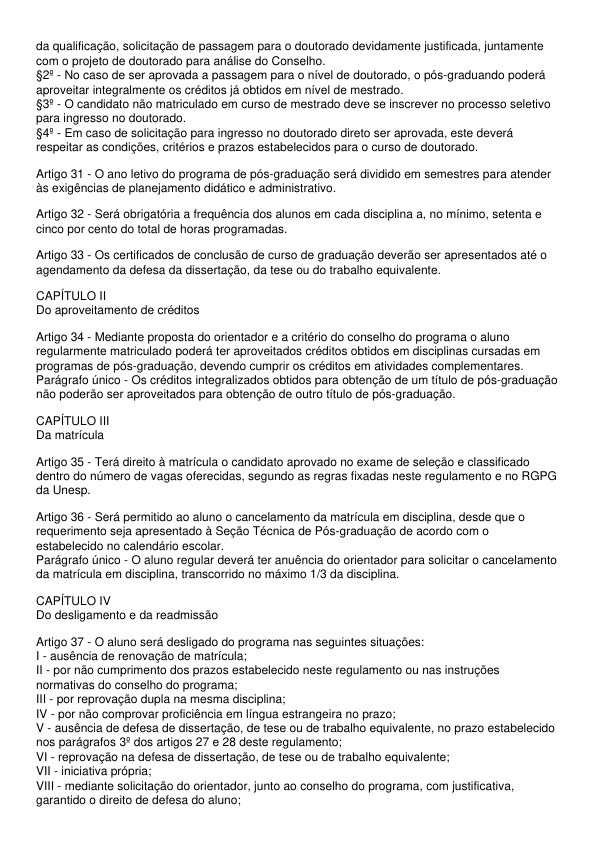 da qualificação, solicitação de passagem para o doutorado devidamente justificada, juntamente
com o projeto de doutorado para análise do Conselho.
§2º - No caso de ser aprovada a passagem para o nível de doutorado, o pós-graduando poderá
aproveitar integralmente os créditos já obtidos em nível de mestrado.
§3º - O candidato não matriculado em curso de mestrado deve se inscrever no processo seletivo
para ingresso no doutorado.
§4º - Em caso de solicitação para ingresso no doutorado direto ser aprovada, este deverá
respeitar as condições, critérios e prazos estabelecidos para o curso de doutorado.
Artigo 31 - O ano letivo do programa de pós-graduação será dividido em semestres para atender
às exigências de planejamento didático e administrativo.
Artigo 32 - Será obrigatória a frequência dos alunos em cada disciplina a, no mínimo, setenta e
cinco por cento do total de horas programadas.
Artigo 33 - Os certificados de conclusão de curso de graduação deverão ser apresentados até o
agendamento da defesa da dissertação, da tese ou do trabalho equivalente.
CAPÍTULO II
Do aproveitamento de créditos
Artigo 34 - Mediante proposta do orientador e a critério do conselho do programa o aluno
regularmente matriculado poderá ter aproveitados créditos obtidos em disciplinas cursadas em
programas de pós-graduação, devendo cumprir os créditos em atividades complementares.
Parágrafo único - Os créditos integralizados obtidos para obtenção de um título de pós-graduação
não poderão ser aproveitados para obtenção de outro título de pós-graduação.
CAPÍTULO III
Da matrícula
Artigo 35 - Terá direito à matrícula o candidato aprovado no exame de seleção e classificado
dentro do número de vagas oferecidas, segundo as regras fixadas neste regulamento e no RGPG
da Unesp.
Artigo 36 - Será permitido ao aluno o cancelamento da matrícula em disciplina, desde que o
requerimento seja apresentado à Seção Técnica de Pós-graduação de acordo com o
estabelecido no calendário escolar.
Parágrafo único - O aluno regular deverá ter anuência do orientador para solicitar o cancelamento
da matrícula em disciplina, transcorrido no máximo 1/3 da disciplina.
CAPÍTULO IV
Do desligamento e da readmissão
Artigo 37 - O aluno será desligado do programa nas seguintes situações:
I - ausência de renovação de matrícula;
II - por não cumprimento dos prazos estabelecido neste regulamento ou nas instruções
normativas do conselho do programa;
III - por reprovação dupla na mesma disciplina;
IV - por não comprovar proficiência em língua estrangeira no prazo;
V - ausência de defesa de dissertação, de tese ou de trabalho equivalente, no prazo estabelecido
nos parágrafos 3º dos artigos 27 e 28 deste regulamento;
VI - reprovação na defesa de dissertação, de tese ou de trabalho equivalente;
VII - iniciativa própria;
VIII - mediante solicitação do orientador, junto ao conselho do programa, com justificativa,
garantido o direito de defesa do aluno;